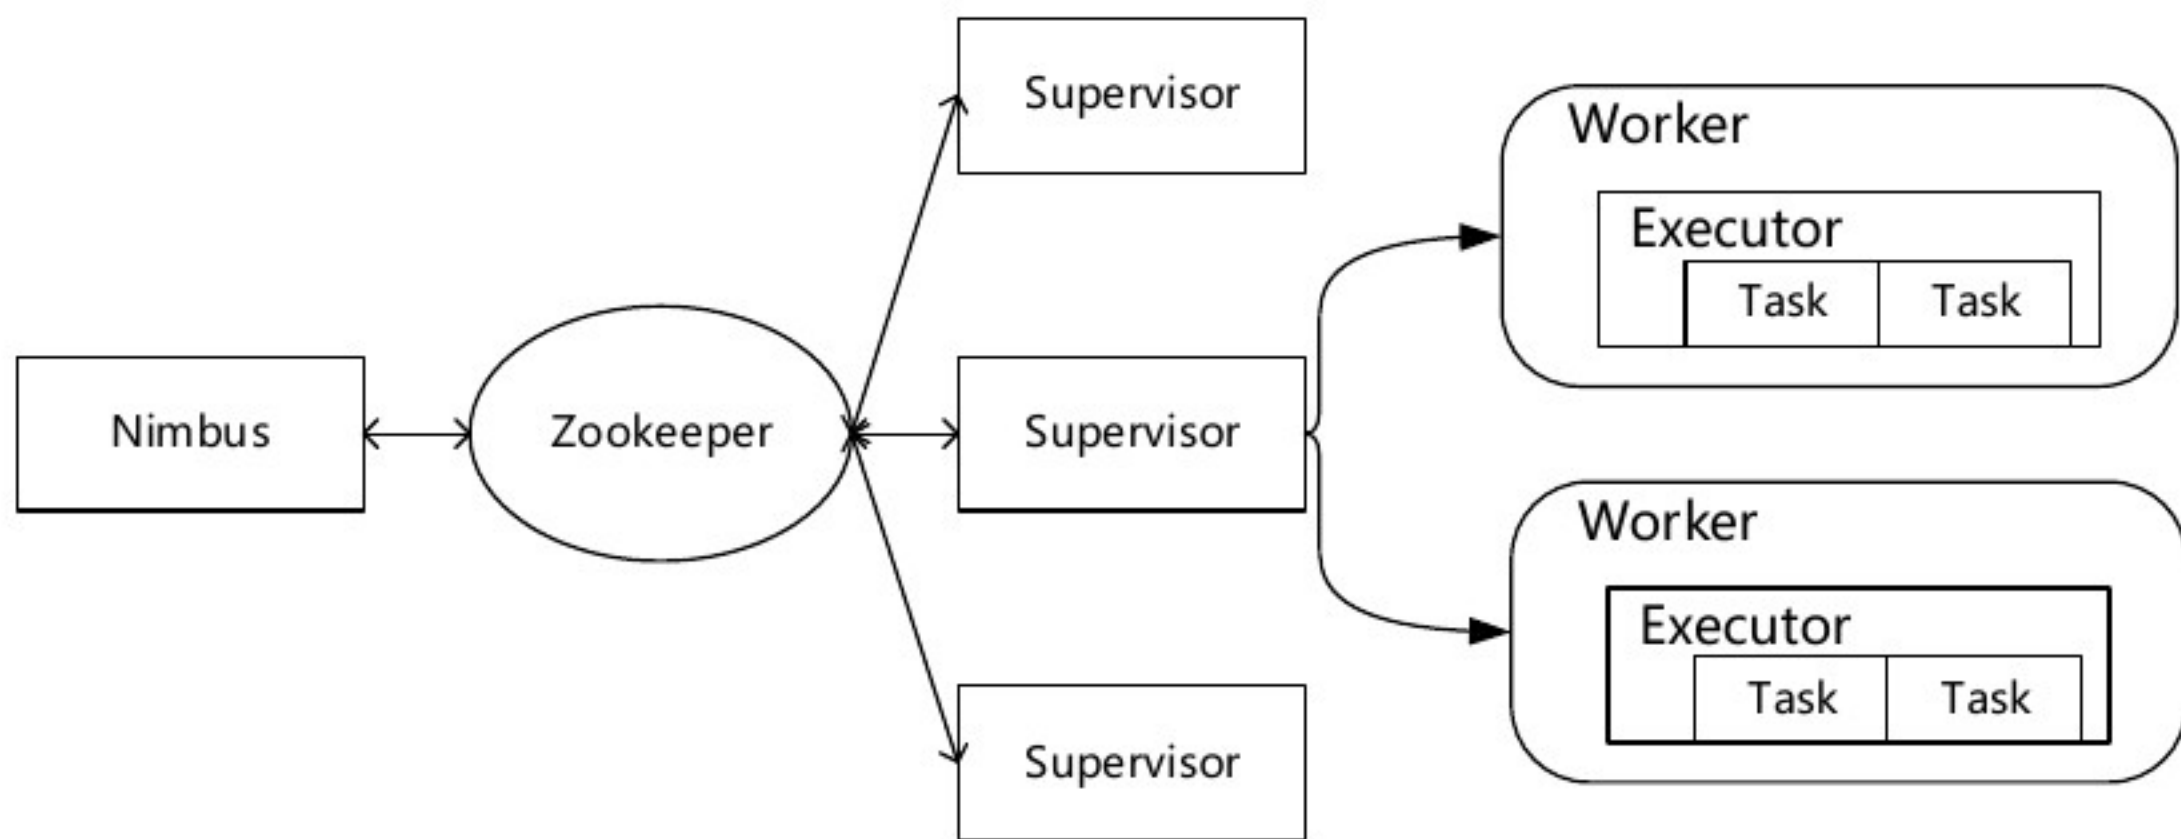 Nimbus
Zookeeper
Supervisor
Supervisor
Supervisor
Worker
Executor
Task Task
Worker
Executor
Task Task